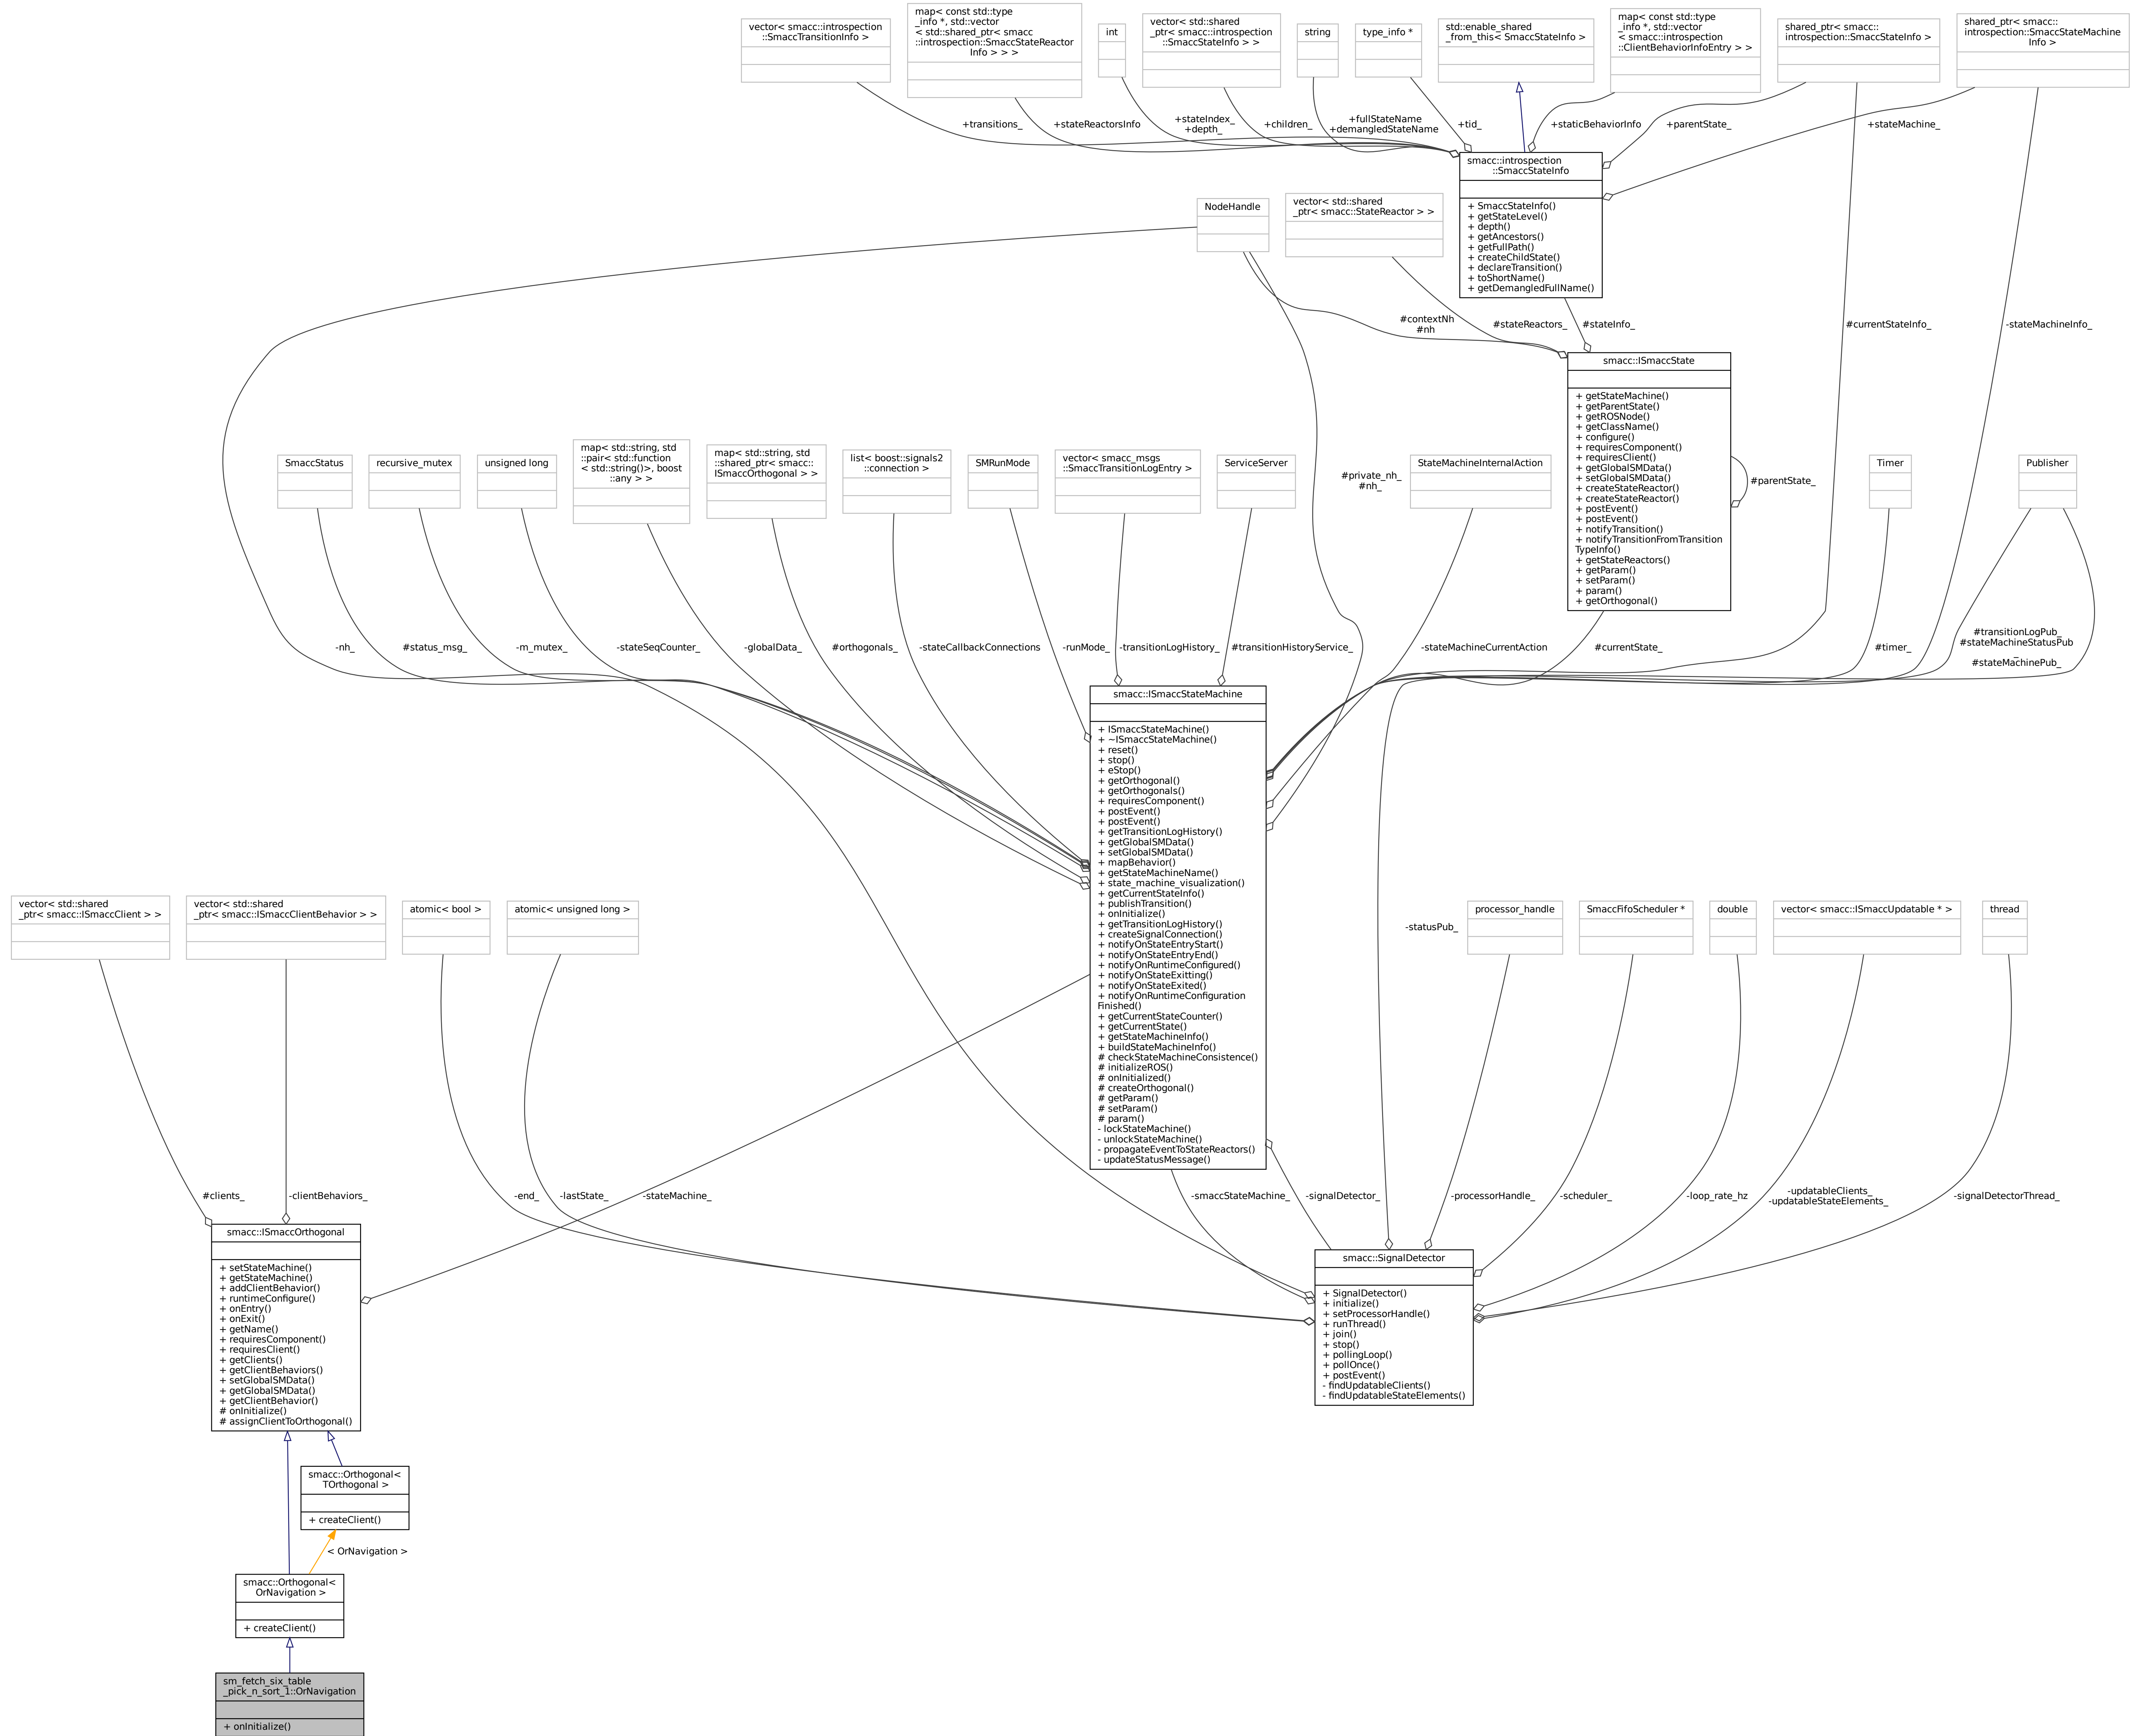 vector< smacc::introspection
::SmaccTransitionInfo >
map< const std::type
_info *, std::vector
< std::shared_ptr< smacc
::introspection::SmaccStateReactor
Info > > >
int
vector< std::shared
_ptr< smacc::introspection
::SmaccStateInfo > >
string
type_info *
std::enable_shared
_from_this< SmaccStateInfo >
map< const std::type
_info *, std::vector
< smacc::introspection
::ClientBehaviorInfoEntry > >
shared_ptr< smacc::
introspection::SmaccStateInfo >
shared_ptr< smacc::
introspection::SmaccStateMachine
Info >
+transitions_
+stateReactorsInfo
+stateIndex_
+depth_
+children_
+fullStateName
+demangledStateName
+tid_
+staticBehaviorInfo
+parentState_
+stateMachine_
smacc::introspection
::SmaccStateInfo
+ SmaccStateInfo()
+ getStateLevel()
+ depth()
+ getAncestors()
+ getFullPath()
+ createChildState()
+ declareTransition()
+ toShortName()
+ getDemangledFullName()
NodeHandle
vector< std::shared
_ptr< smacc::StateReactor > >
#contextNh
#nh
#stateReactors_
#stateInfo_
#currentStateInfo_
-stateMachineInfo_
smacc::ISmaccState
+ getStateMachine()
+ getParentState()
+ getROSNode()
+ getClassName()
+ configure()
+ requiresComponent()
+ requiresClient()
+ getGlobalSMData()
+ setGlobalSMData()
+ createStateReactor()
+ createStateReactor()
+ postEvent()
+ postEvent()
+ notifyTransition()
+ notifyTransitionFromTransition
TypeInfo()
+ getStateReactors()
+ getParam()
+ setParam()
+ param()
+ getOrthogonal()
#parentState_
SmaccStatus
recursive_mutex
unsigned long
map< std::string, std
::pair< std::function
< std::string()>, boost
::any > >
map< std::string, std
::shared_ptr< smacc::
ISmaccOrthogonal > >
list< boost::signals2
::connection >
SMRunMode
vector< smacc_msgs
::SmaccTransitionLogEntry >
ServiceServer
#private_nh_
#nh_
StateMachineInternalAction
Timer
Publisher
-nh_
#status_msg_
-m_mutex_
-stateSeqCounter_
-globalData_
#orthogonals_
-stateCallbackConnections
-runMode_
-transitionLogHistory_
#transitionHistoryService_
-stateMachineCurrentAction
#currentState_
#timer_
#transitionLogPub_
#stateMachineStatusPub
_
#stateMachinePub_
smacc::ISmaccStateMachine
+ ISmaccStateMachine()
+ ~ISmaccStateMachine()
+ reset()
+ stop()
+ eStop()
+ getOrthogonal()
+ getOrthogonals()
+ requiresComponent()
+ postEvent()
+ postEvent()
+ getTransitionLogHistory()
+ getGlobalSMData()
+ setGlobalSMData()
+ mapBehavior()
+ getStateMachineName()
+ state_machine_visualization()
+ getCurrentStateInfo()
+ publishTransition()
+ onInitialize()
+ getTransitionLogHistory()
+ createSignalConnection()
+ notifyOnStateEntryStart()
+ notifyOnStateEntryEnd()
+ notifyOnRuntimeConfigured()
+ notifyOnStateExitting()
+ notifyOnStateExited()
+ notifyOnRuntimeConfiguration
Finished()
+ getCurrentStateCounter()
+ getCurrentState()
+ getStateMachineInfo()
+ buildStateMachineInfo()
# checkStateMachineConsistence()
# initializeROS()
# onInitialized()
# createOrthogonal()
# getParam()
# setParam()
# param()
- lockStateMachine()
- unlockStateMachine()
- propagateEventToStateReactors()
- updateStatusMessage()
vector< std::shared
_ptr< smacc::ISmaccClient > >
vector< std::shared
_ptr< smacc::ISmaccClientBehavior > >
atomic< bool >
atomic< unsigned long >
-statusPub_
processor_handle
SmaccFifoScheduler *
double
vector< smacc::ISmaccUpdatable * >
thread
#clients_
-clientBehaviors_
-end_
-lastState_
-stateMachine_
-smaccStateMachine_
-signalDetector_
-processorHandle_
-scheduler_
-loop_rate_hz
-updatableClients_
-updatableStateElements_
-signalDetectorThread_
smacc::ISmaccOrthogonal
+ setStateMachine()
+ getStateMachine()
+ addClientBehavior()
+ runtimeConfigure()
+ onEntry()
+ onExit()
+ getName()
+ requiresComponent()
+ requiresClient()
+ getClients()
+ getClientBehaviors()
+ setGlobalSMData()
+ getGlobalSMData()
+ getClientBehavior()
# onInitialize()
# assignClientToOrthogonal()
smacc::SignalDetector
+ SignalDetector()
+ initialize()
+ setProcessorHandle()
+ runThread()
+ join()
+ stop()
+ pollingLoop()
+ pollOnce()
+ postEvent()
- findUpdatableClients()
- findUpdatableStateElements()
smacc::Orthogonal<
TOrthogonal >
+ createClient()
< OrNavigation >
smacc::Orthogonal<
OrNavigation >
+ createClient()
sm_fetch_six_table
_pick_n_sort_1::OrNavigation
+ onInitialize()